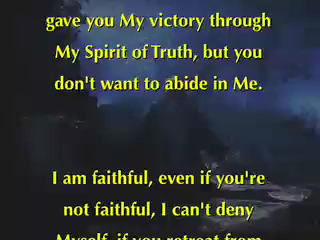 gave you My victory through
My Spirit of Truth, but you
don't want to abide in Me.
I am faithful, even if you're
not faithful, I can't deny
Myself, if you retreat from